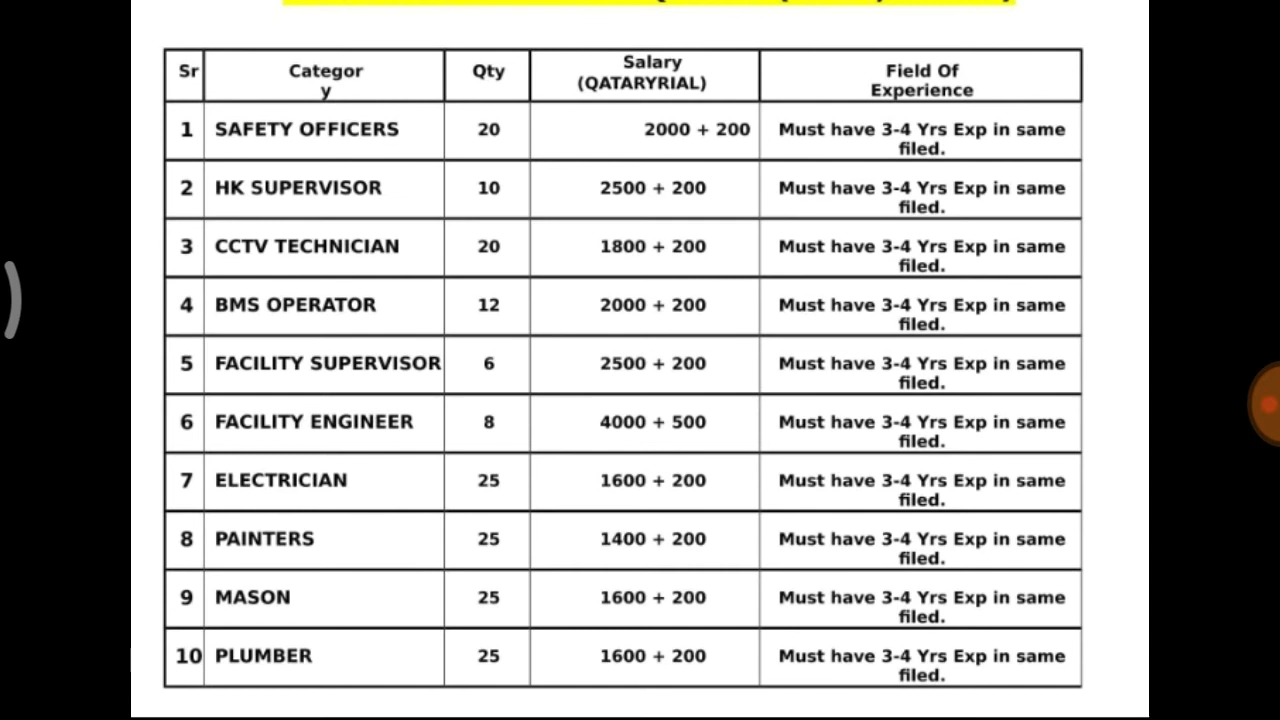 Sr Category Qty Salary (QATARYRIAL) Field Of Experience
1 SAFETY OFFICERS 20 2000 + 200 Must have 3-4 Yrs Exp in same filed.
2 HK SUPERVISOR 10 2500 + 200 Must have 3-4 Yrs Exp in same filed.
3 CCTV TECHNICIAN 20 1800 + 200 Must have 3-4 Yrs Exp in same filed.
4 BMS OPERATOR 12 2000 + 200 Must have 3-4 Yrs Exp in same filed.
5 FACILITY SUPERVISOR 6 2500 + 200 Must have 3-4 Yrs Exp in same filed.
6 FACILITY ENGINEER 8 4000 + 500 Must have 3-4 Yrs Exp in same filed.
7 ELECTRICIAN 25 1600 + 200 Must have 3-4 Yrs Exp in same filed.
8 PAINTERS 25 1400 + 200 Must have 3-4 Yrs Exp in same filed.
9 MASON 25 1600 + 200 Must have 3-4 Yrs Exp in same filed.
10 PLUMBER 25 1600 + 200 Must have 3-4 Yrs Exp in same filed.